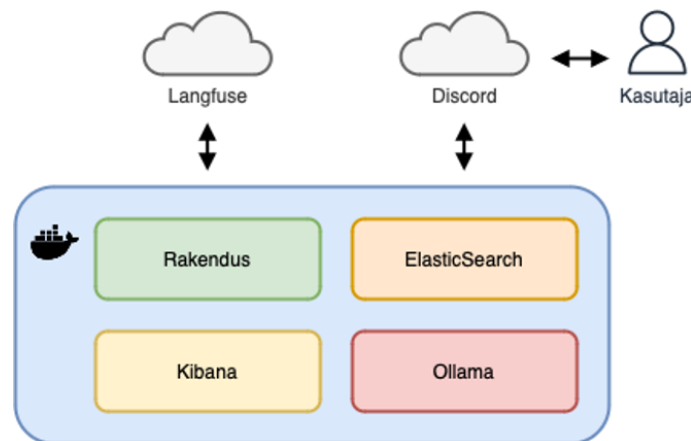 Langfuse
Discord
Kasutaja
Rakendus
ElasticSearch
Kibana
Ollama